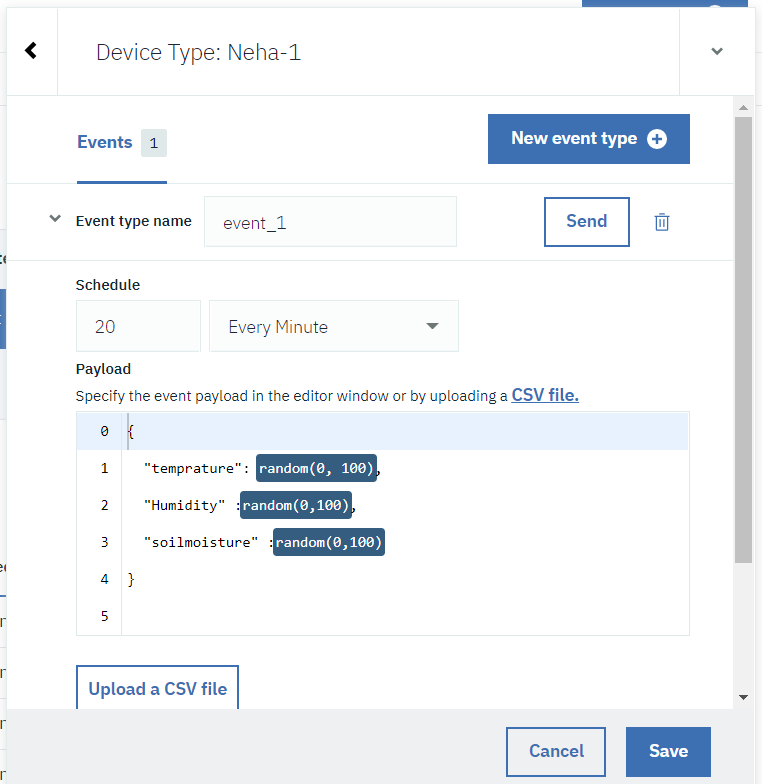 Device Type: Neha-1
Events 1
New event type
Event type name event_1 Send
Schedule
20 Every Minute
Payload
Specify the event payload in the editor window or by uploading a CSV file.
0 {
1 "temprature": random(0, 100),
2 "Humidity" :random(0,100),
3 "soilmoisture" :random(0,100)
4 }
5
Upload a CSV file
Cancel Save